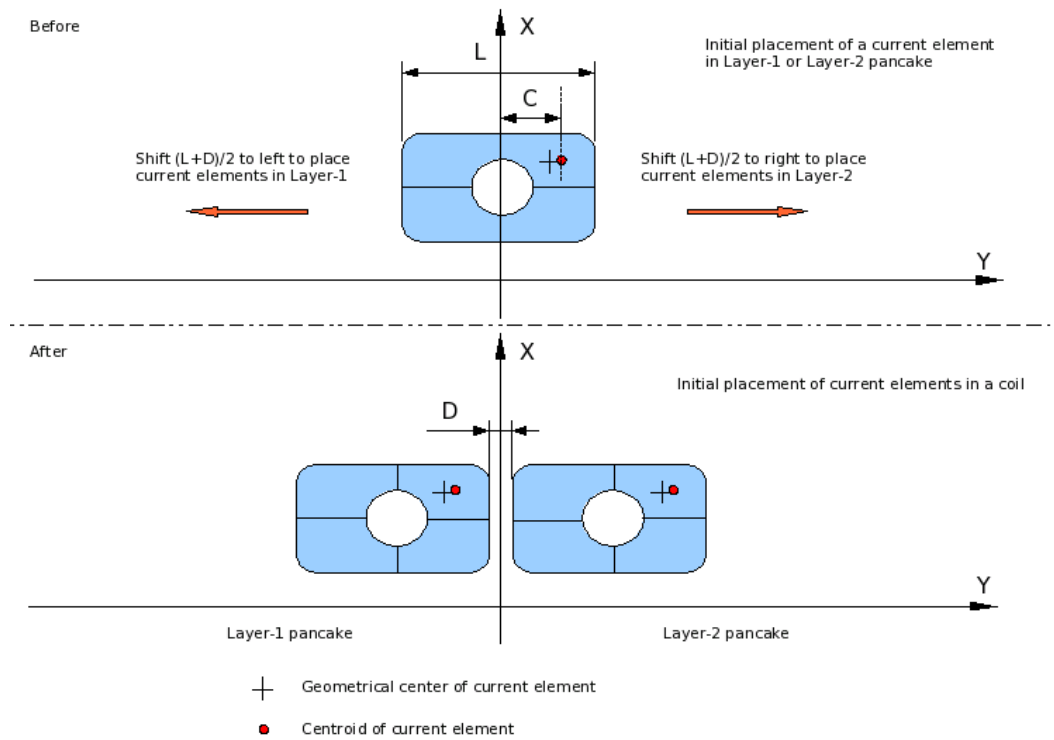 Before
X
L
Initial placement of a current element
in Layer-1 or Layer-2 pancake
C
Shift (L+D)/2 to left to place
current elements in Layer-1
Shift (L+D)/2 to right to place
current elements in Layer-2
Y
After
X
Initial placement of current elements in a coil
D
Y
Layer-1 pancake
Layer-2 pancake
Geometrical center of current element
Centroid of current element